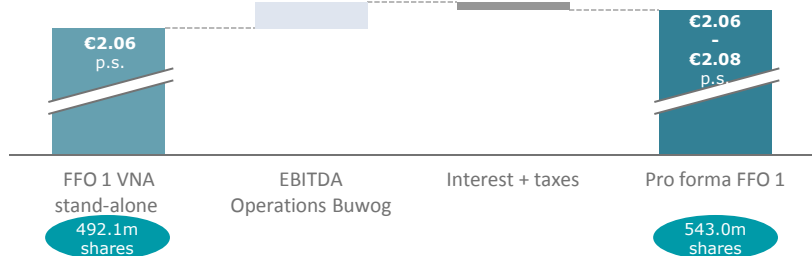 €2.06
p.s.
€2.06
–
€2.08
p.s.
FFO 1 VNA
stand-alone
EBITDA
Operations Buwog
Interest + taxes
Pro forma FFO 1
492.1m
shares
543.0m
shares